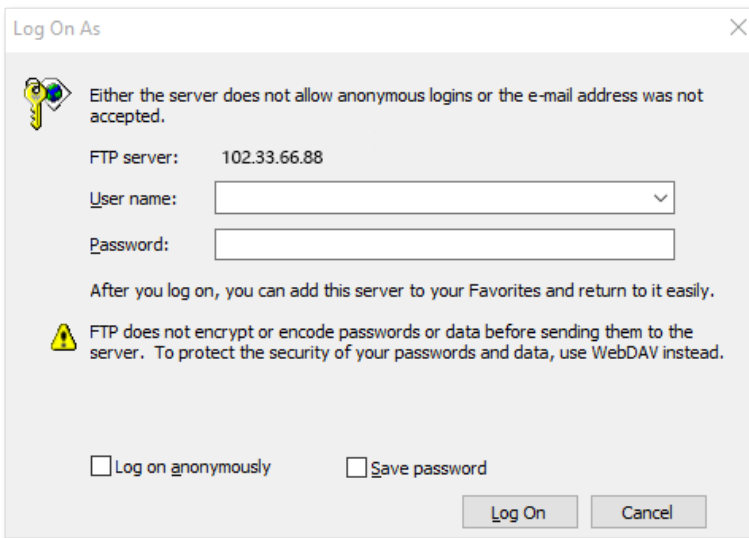 Log On As
Either the server does not allow anonymous logins or the e-mail address was not
accepted.
FTP server: 102.33.66.88
User name:
Password:
After you log on, you can add this server to your Favorites and return to it easily.
FTP does not encrypt or encode passwords or data before sending them to the
server. To protect the security of your passwords and data, use WebDAV instead.
Log on anonymously Save password
Log On Cancel